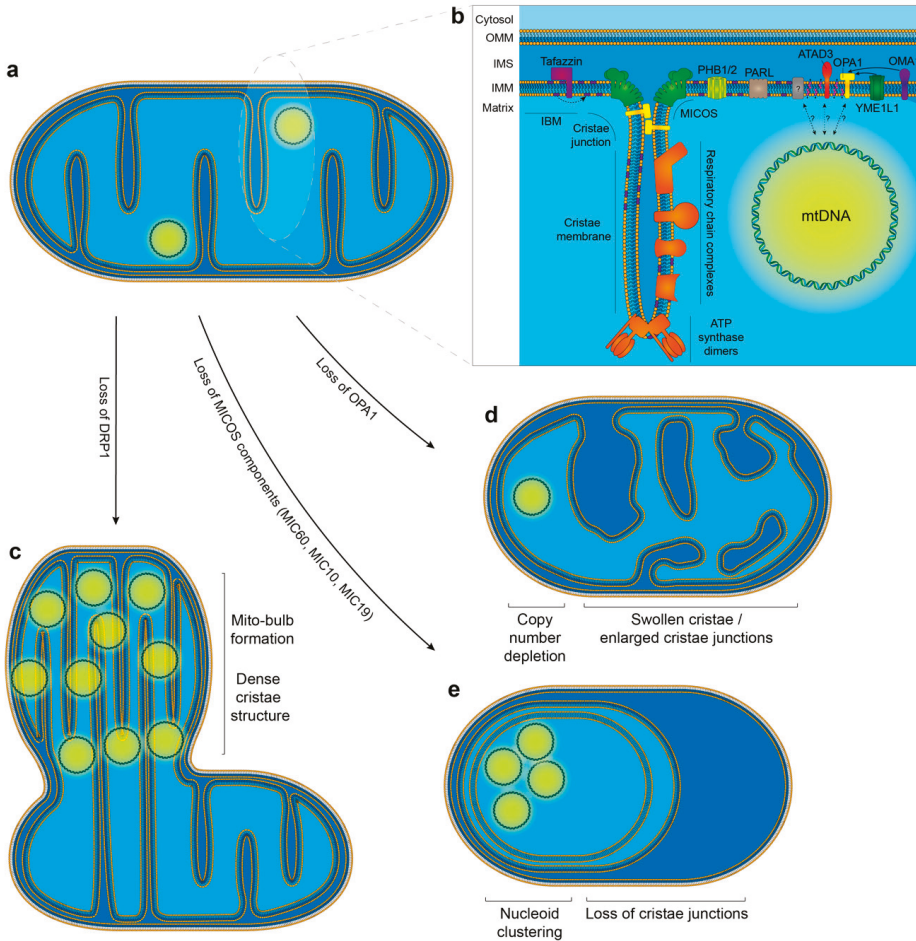 a
b
Cytosol
OMM
IMS
IMM
Matrix
Tafazzin
IBM
Cristae
junction
Cristae
membrane
PHB1/2
PARL
MICOS
?
ATAD3
OPA1
OMA1
YME1L1
? ? ?
mtDNA
Respiratory chain complexes
ATP
synthase
dimers
Loss of DRP1
Loss of MICOS components (MIC60, MIC10, MIC19)
Loss of OPA1
c
Mito-bulb
formation
Dense
cristae
structure
d
Copy
number
depletion
Swollen cristae /
enlarged cristae junctions
e
Nucleoid
clustering
Loss of cristae junctions